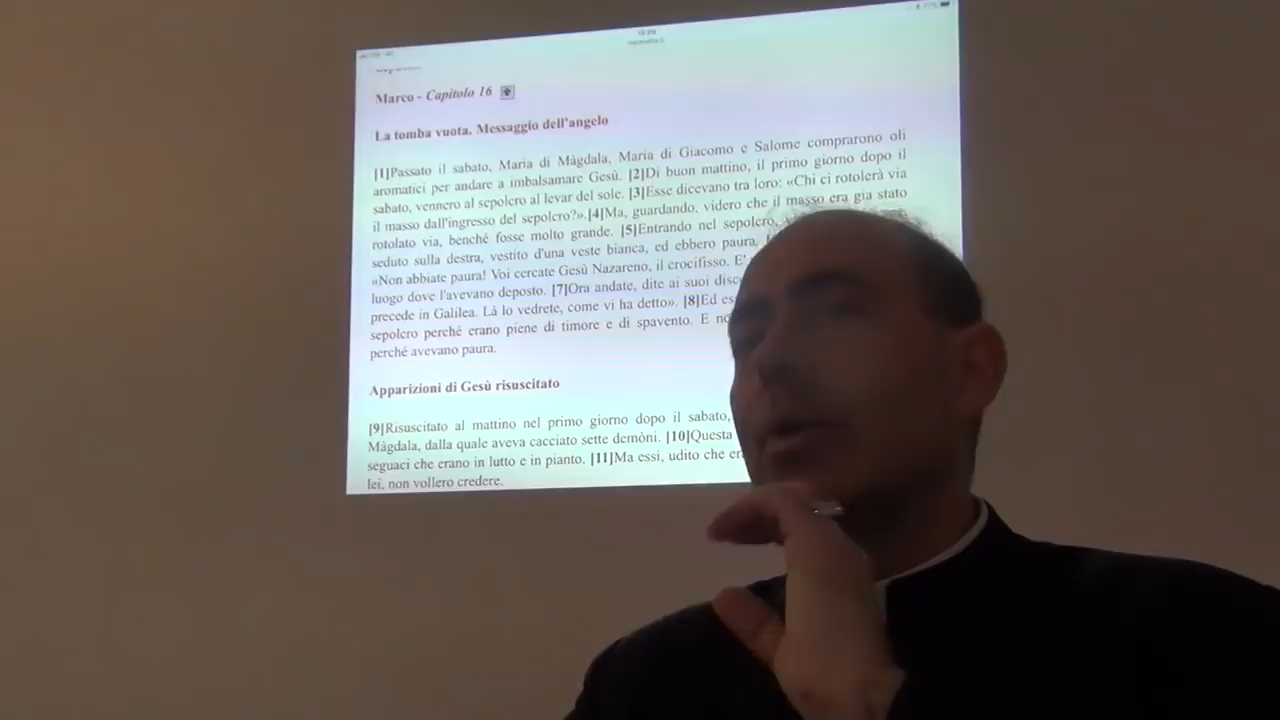 Marco - Capitolo 16
La tomba vuota. Messaggio dell'angelo
[1]Passato il sabato, Maria di Màgdala, Maria di Giacomo e Salome comprarono oli
aromatici per andare a imbalsamare Gesù. [2]Di buon mattino, il primo giorno dopo il
sabato, vennero al sepolcro al levar del sole. [3]Esse dicevano tra loro: «Chi ci rotolerà via
il masso dall'ingresso del sepolcro?».[4]Ma, guardando, videro che il masso era già stato
rotolato via, benché fosse molto grande. [5]Entrando nel sepolcro,
seduto sulla destra, vestito d'una veste bianca, ed ebbero paura.
«Non abbiate paura! Voi cercate Gesù Nazareno, il crocifisso. E'
luogo dove l'avevano deposto. [7]Ora andate, dite ai suoi
precede in Galilea. Là lo vedrete, come vi ha detto». [8]Ed
sepolcro perché erano piene di timore e di spavento. E
perché avevano paura.
Apparizioni di Gesù risuscitato
[9]Risuscitato al mattino nel primo giorno dopo il sabato,
Màgdala, dalla quale aveva cacciato sette demòni. [10]Questa
seguaci che erano in lutto e in pianto. [11]Ma essi, udito che
lei, non vollero credere.